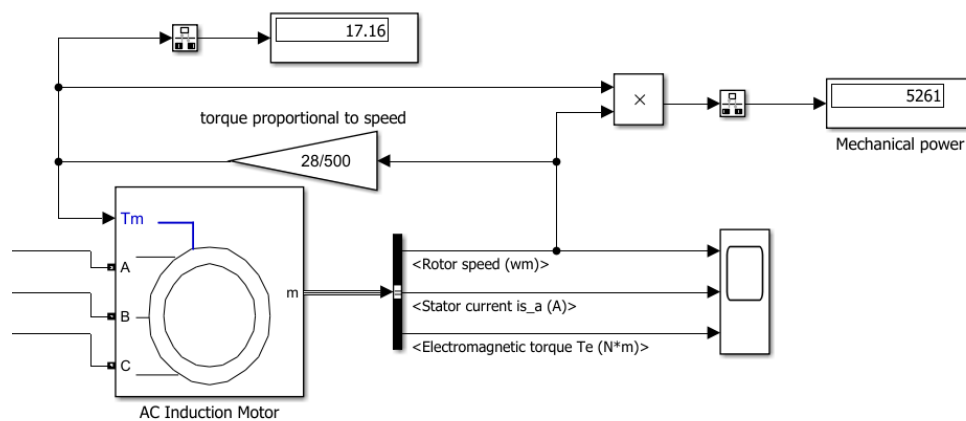 17.16
×
5261
Mechanical power
torque proportional to speed
28/500
Tm
A
B
C
m
AC Induction Motor
<Rotor speed (wm)>
<Stator current is_a (A)>
<Electromagnetic torque Te (N*m)>